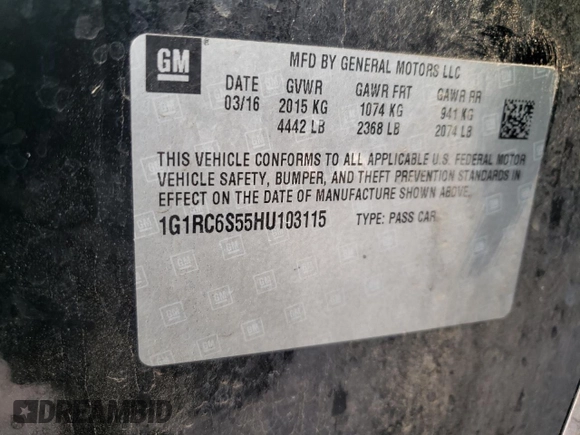 GM
MFD BY GENERAL MOTORS LLC
DATE GVWR GAWR FRT GAWR RR
03/16 2015 KG 1074 KG 941 KG
4442 LB 2368 LB 2074 LB
THIS VEHICLE CONFORMS TO ALL APPLICABLE U.S. FEDERAL MOTOR
VEHICLE SAFETY, BUMPER, AND THEFT PREVENTION STANDARDS IN
EFFECT ON THE DATE OF MANUFACTURE SHOWN ABOVE.
1G1RC6S55HU103115 TYPE: PASS CAR
DREAMBID